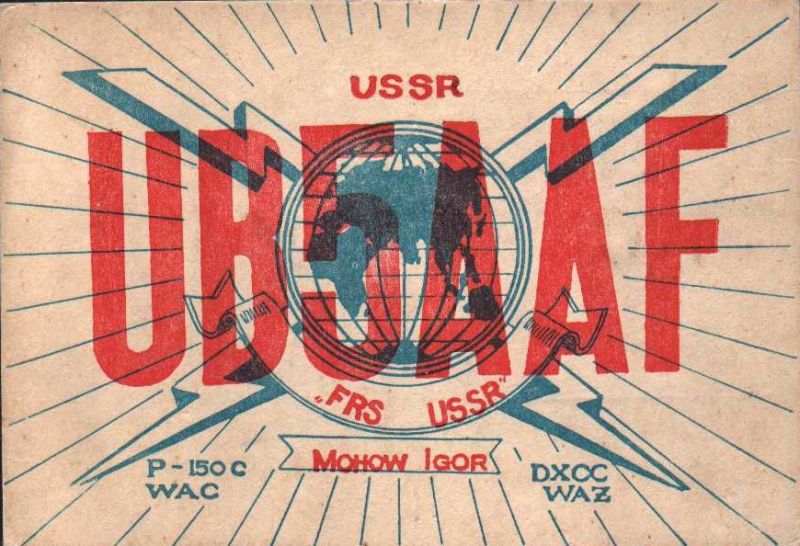 USSR
UB5AAF
„FRS USSR"
MOHOW IGOR
P-150C
WAC
DXCC
WAZ